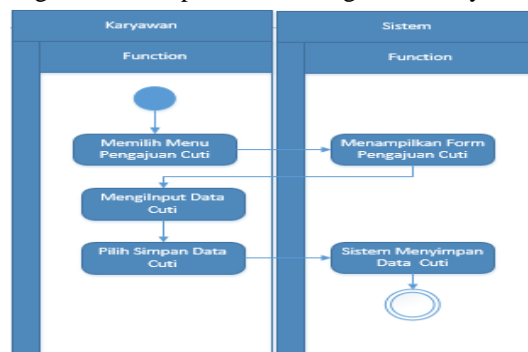 Karyawan
Sistem
Function
Function
Memilih Menu
Pengajuan Cuti
Menampilkan Form
Pengajuan Cuti
MengiInput Data
Cuti
Pilih Simpan Data
Cuti
Sistem Menyimpan
Data Cuti